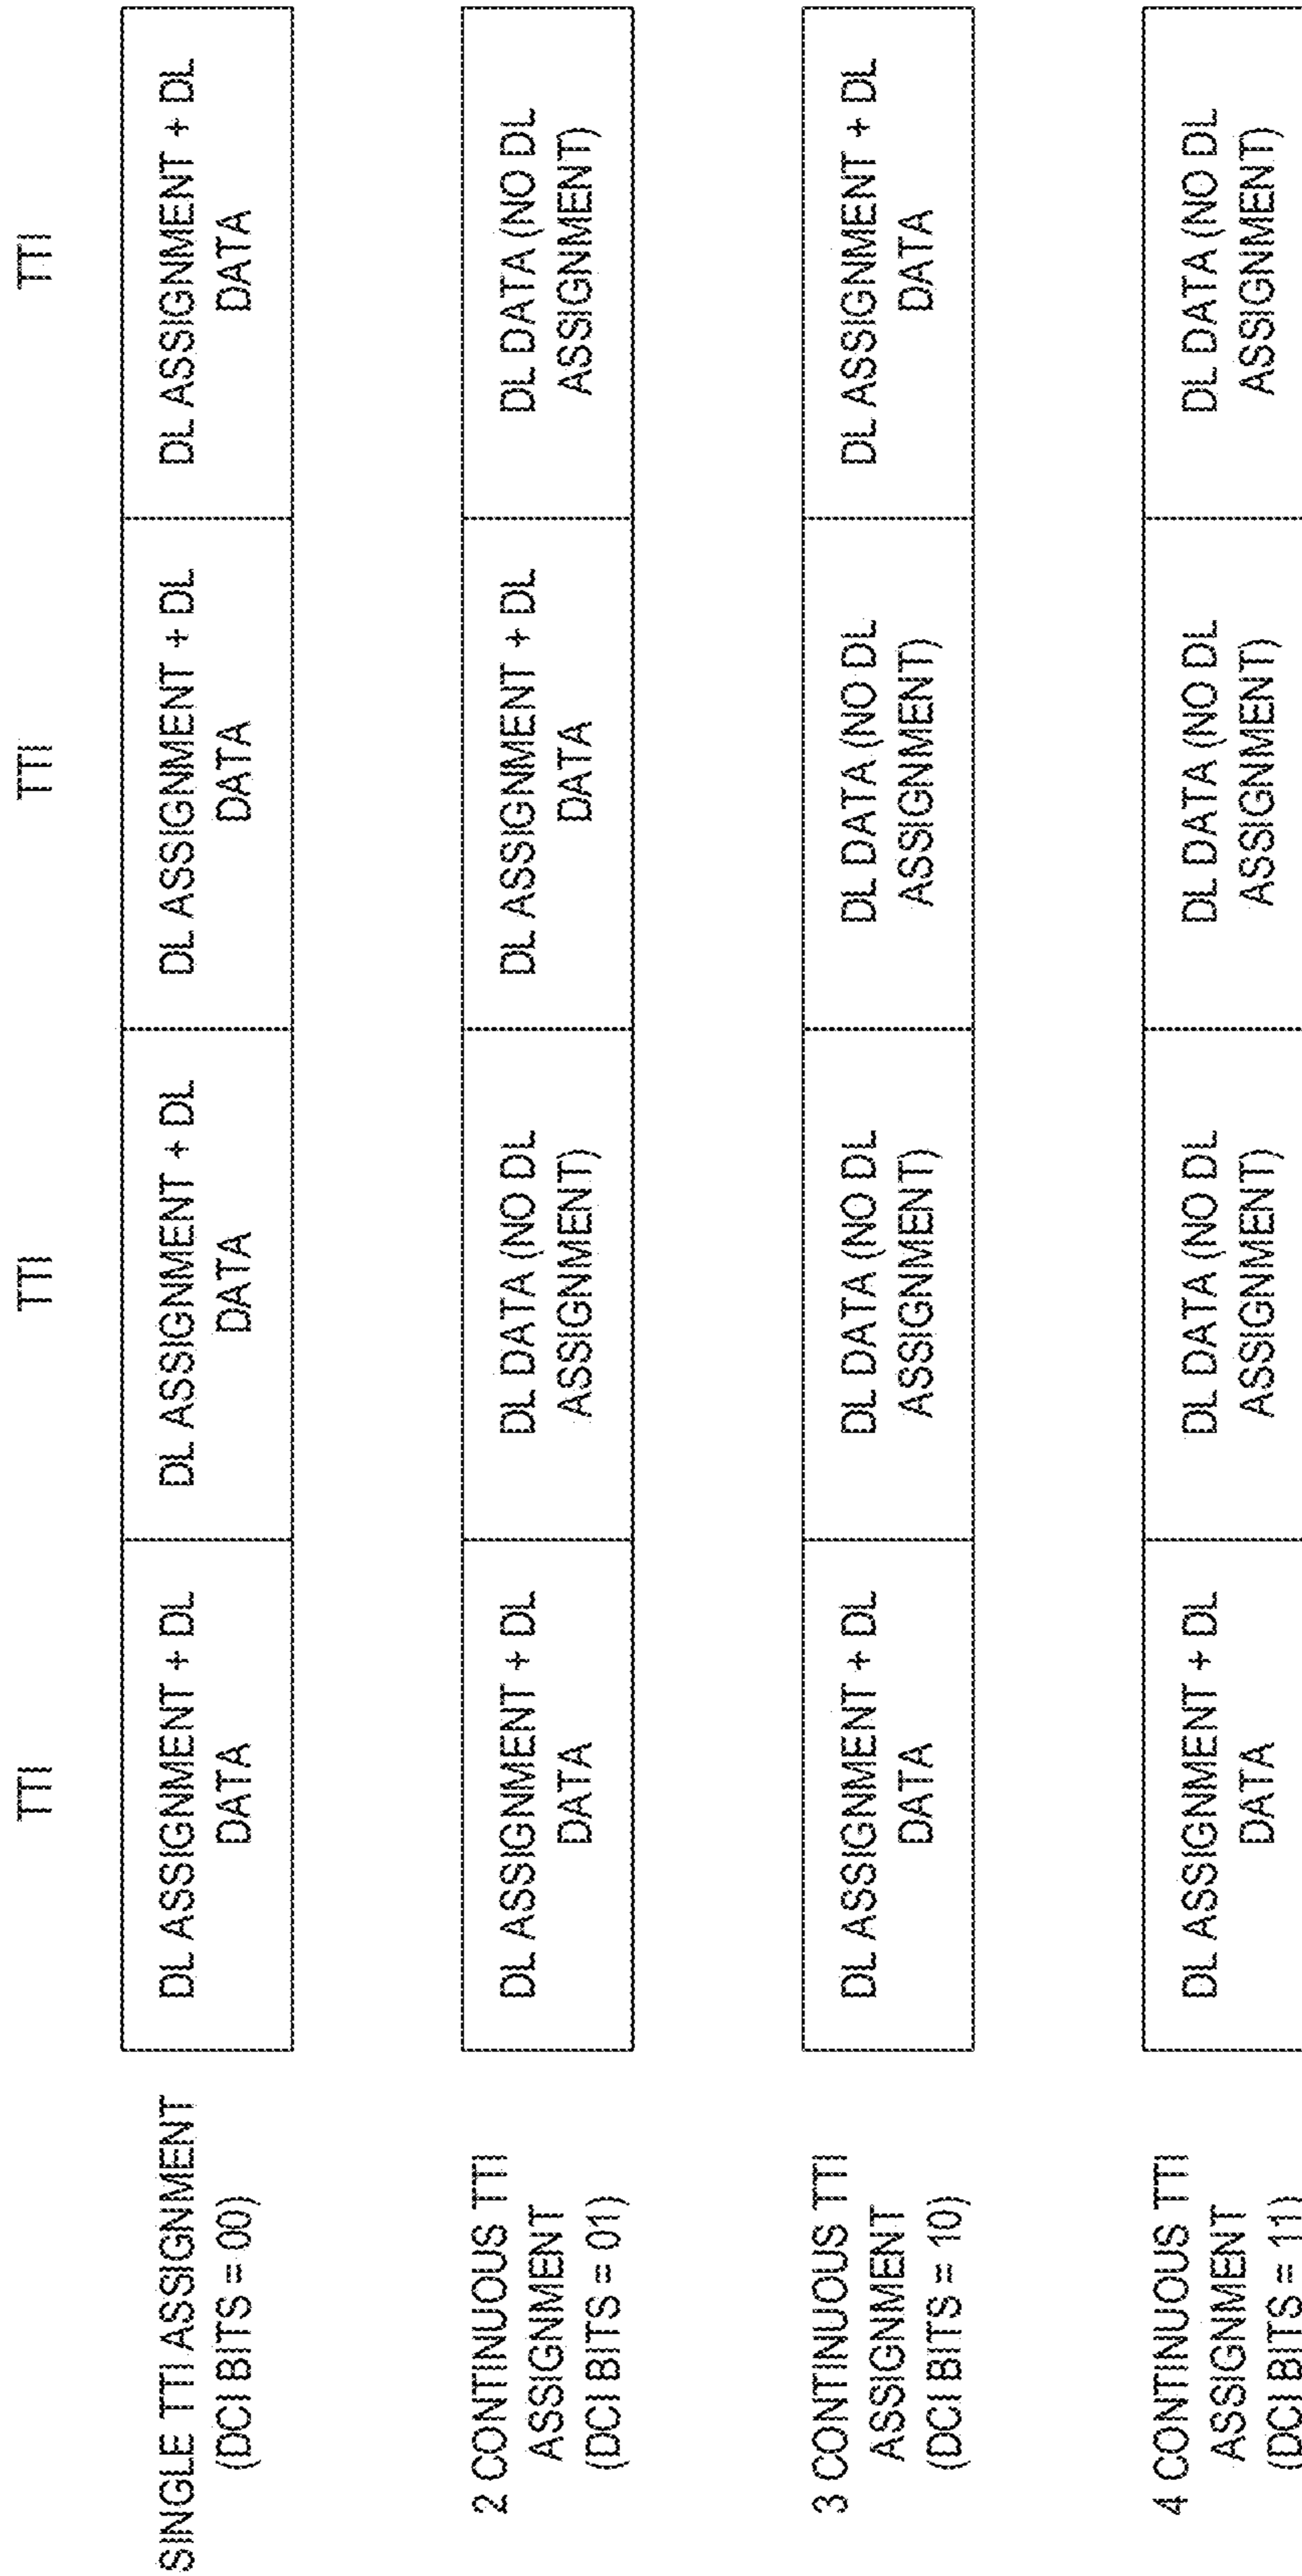 TTI
TTI
TTI
TTI
SINGLE TTI ASSIGNMENT
(DCI BITS = 00)
DL ASSIGNMENT + DL
DATA
DL ASSIGNMENT + DL
DATA
DL ASSIGNMENT + DL
DATA
DL ASSIGNMENT + DL
DATA
2 CONTINUOUS TTI
ASSIGNMENT
(DCI BITS = 01)
DL ASSIGNMENT + DL
DATA
DL DATA (NO DL
ASSIGNMENT)
DL ASSIGNMENT + DL
DATA
DL DATA (NO DL
ASSIGNMENT)
3 CONTINUOUS TTI
ASSIGNMENT
(DCI BITS = 10)
DL ASSIGNMENT + DL
DATA
DL DATA (NO DL
ASSIGNMENT)
DL DATA (NO DL
ASSIGNMENT)
DL ASSIGNMENT + DL
DATA
4 CONTINUOUS TTI
ASSIGNMENT
(DCI BITS = 11)
DL ASSIGNMENT + DL
DATA
DL DATA (NO DL
ASSIGNMENT)
DL DATA (NO DL
ASSIGNMENT)
DL DATA (NO DL
ASSIGNMENT)